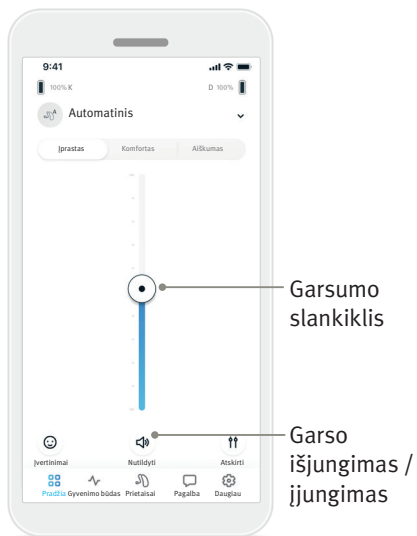 9:41
100% K
D 100%
A
Automatinis
Įprastas
Komfortas
Aiškumas
Garsumo
slankiklis
Įvertinimai
Nutildyti
Atskirti
Garso
išjungimas /
įjungimas
Pradžia
Gyvenimo būdas
Prietaisai
Pagalba
Daugiau